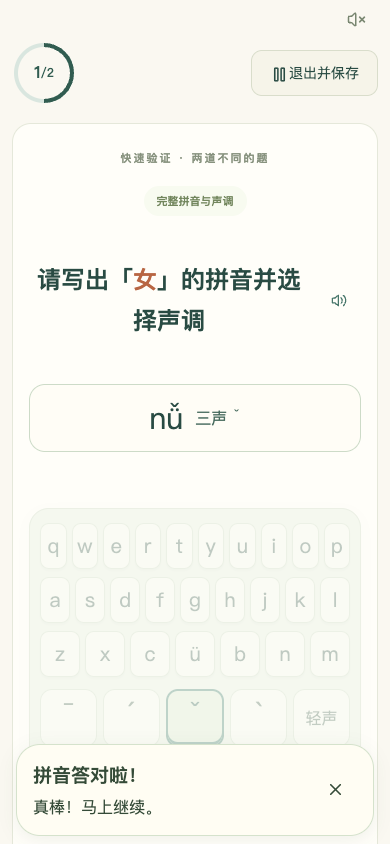 1/2
退出并保存
快速验证 · 两道不同的题
完整拼音与声调
请写出「女」的拼音并选
择声调
nǚ 三声 ˇ
q w e r t y u i o p
a s d f g h j k l
z x c ü b n m
ˉ ˊ ˇ ˋ 轻声
拼音答对啦！
真棒！马上继续。